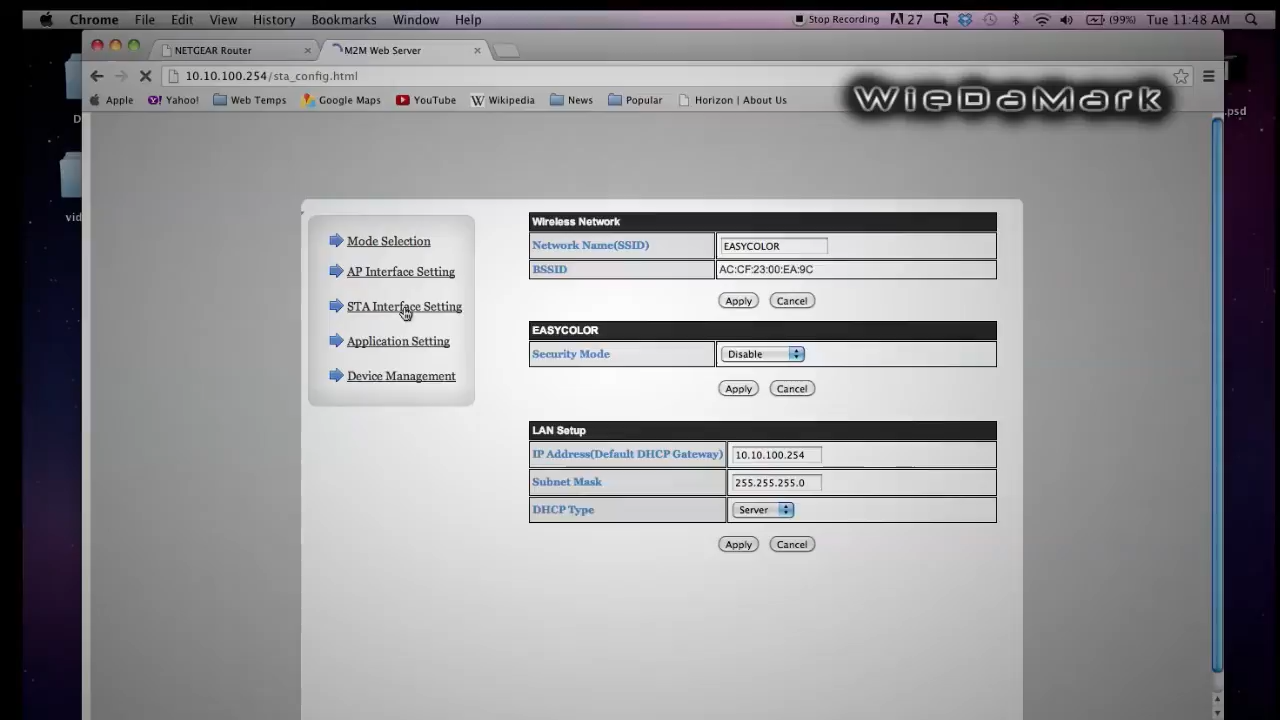 Chrome File Edit View History Bookmarks Window Help Stop Recording 27 (99%) Tue 11:48 AM
NETGEAR Router × M2M Web Server ×
10.10.100.254/sta_config.html
Apple Yahoo! Web Temps Google Maps YouTube Wikipedia News Popular Horizon | About Us
WieDaMark
.psd
D
vid
Mode Selection
AP Interface Setting
STA Interface Setting
Application Setting
Device Management
Wireless Network
Network Name(SSID) EASYCOLOR
BSSID AC:CF:23:00:EA:9C
Apply Cancel
EASYCOLOR
Security Mode Disable
Apply Cancel
LAN Setup
IP Address(Default DHCP Gateway) 10.10.100.254
Subnet Mask 255.255.255.0
DHCP Type Server
Apply Cancel